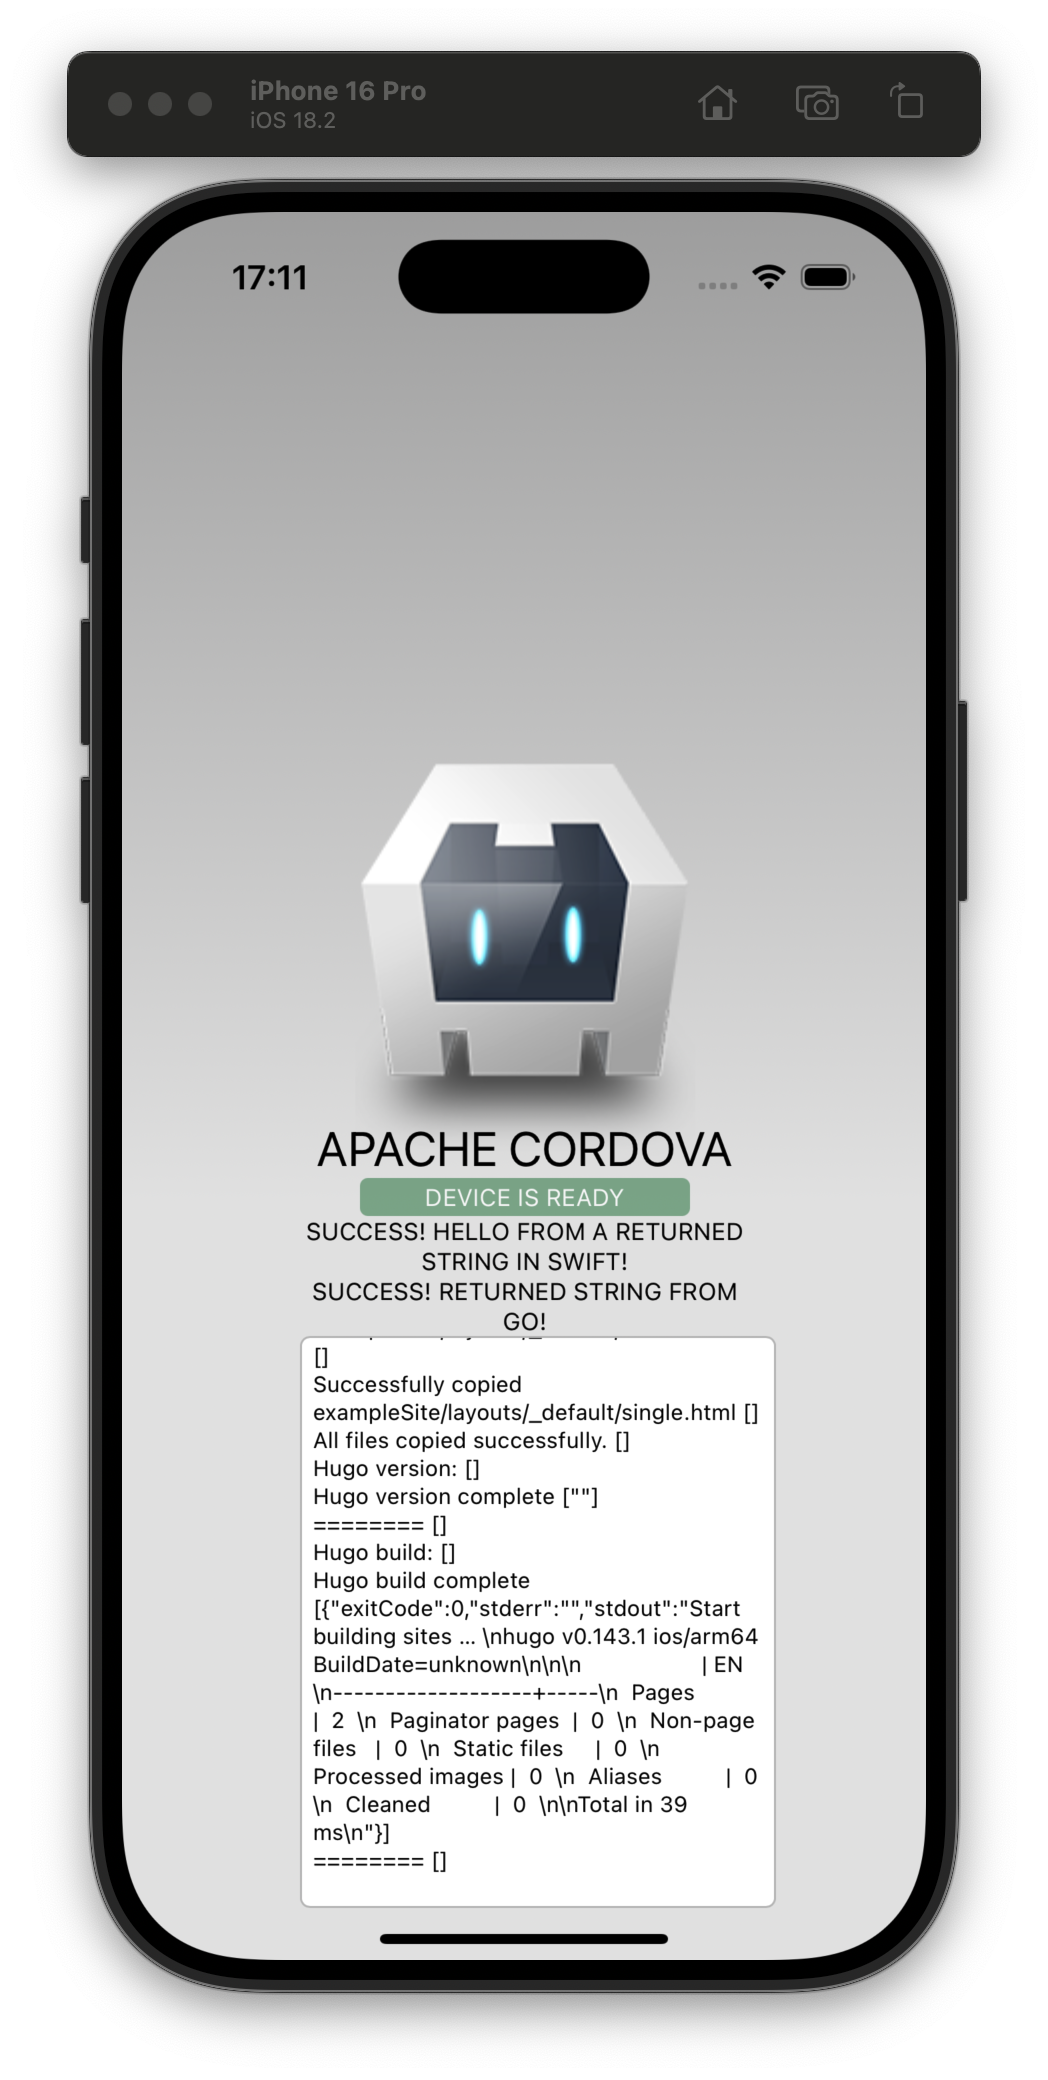 iPhone 16 Pro
iOS 18.2
17:11
APACHE CORDOVA
DEVICE IS READY
SUCCESS! HELLO FROM A RETURNED
STRING IN SWIFT!
SUCCESS! RETURNED STRING FROM
GO!
[]
Successfully copied
exampleSite/layouts/_default/single.html []
All files copied successfully. []
Hugo version: []
Hugo version complete [""]
======== []
Hugo build: []
Hugo build complete
[{"exitCode":0,"stderr":"","stdout":"Start
building sites … \nhugo v0.143.1 ios/arm64
BuildDate=unknown\n\n\n                   | EN
\n-------------------+-----\n  Pages
|  2  \n  Paginator pages  |  0  \n  Non-page
files   |  0  \n  Static files     |  0  \n
Processed images |  0  \n  Aliases          |  0
\n  Cleaned          |  0  \n\nTotal in 39
ms\n"}]
======== []